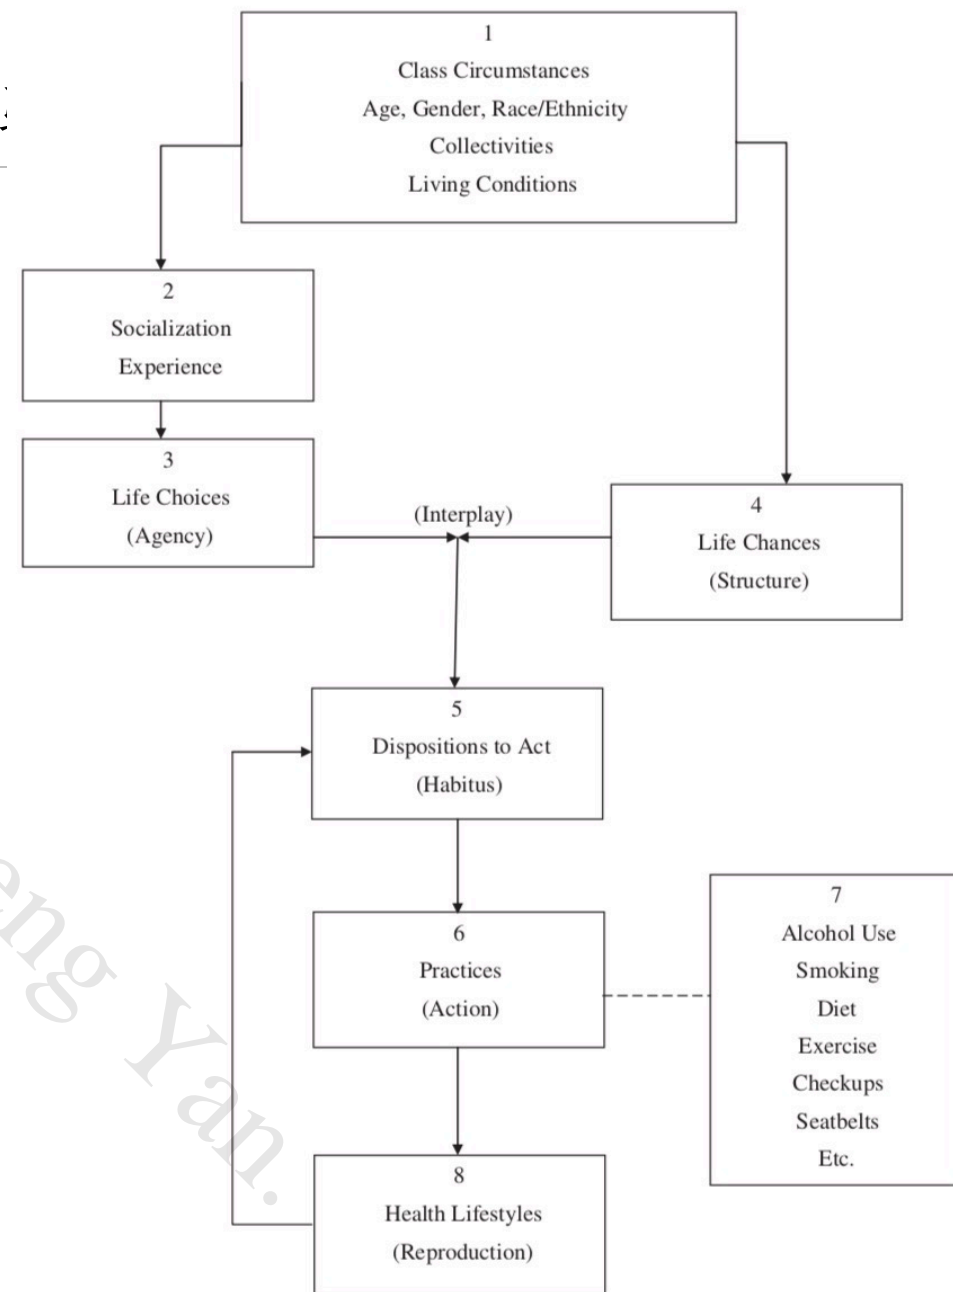 1
Class Circumstances
Age, Gender, Race/Ethnicity
Collectivities
Living Conditions
2
Socialization
Experience
3
Life Choices
(Agency)
(Interplay)
4
Life Chances
(Structure)
5
Dispositions to Act
(Habitus)
6
Practices
(Action)
7
Alcohol Use
Smoking
Diet
Exercise
Checkups
Seatbelts
Etc.
8
Health Lifestyles
(Reproduction)
eng Yan.